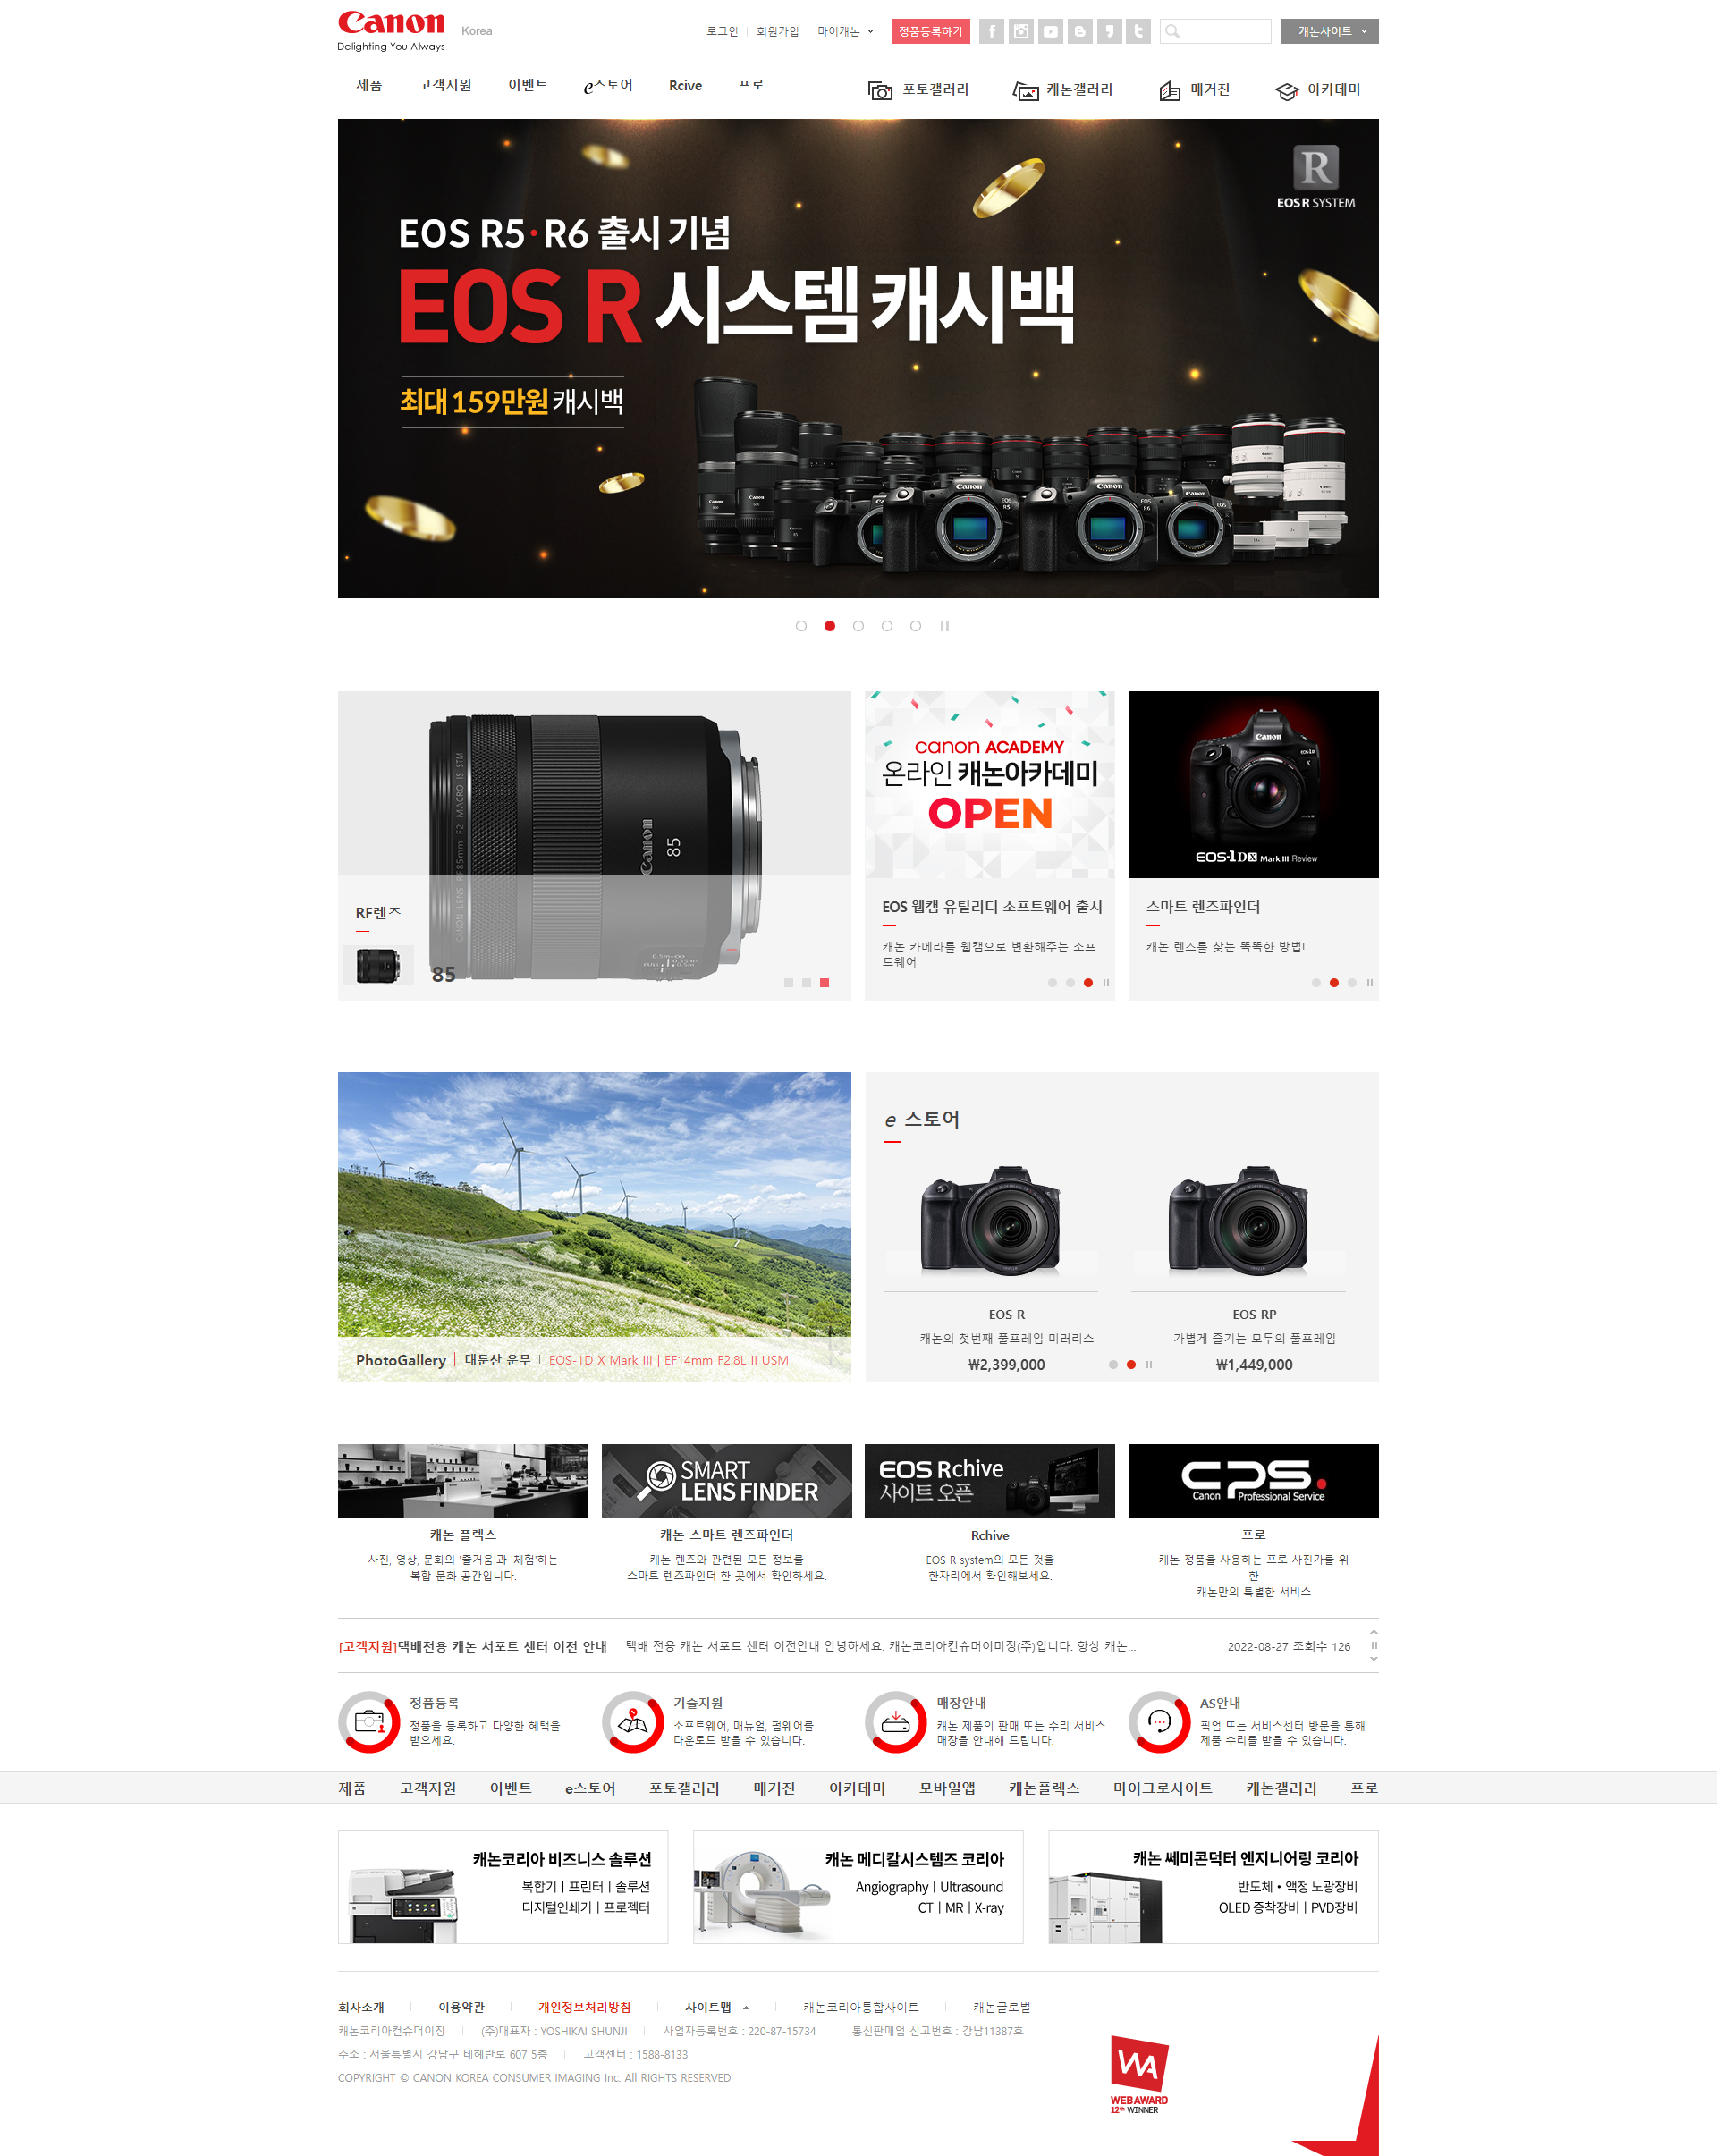 Canon
Delighting You Always
Korea
로그인
회원가입
마이캐논
정품등록하기
캐논사이트
제품
고객지원
이벤트
e스토어
Rcive
프로
포토갤러리
캐논갤러리
매거진
아카데미
R
EOS R SYSTEM
EOS R5·R6 출시 기념
EOS R 시스템 캐시백
최대 159만원 캐시백
CANON LENS RF 85mm F2 MACRO IS STM
Canon
85
RF렌즈
85
canon ACADEMY
온라인 캐논아카데미
OPEN
EOS 웹캠 유틸리디 소프트웨어 출시
캐논 카메라를 웹캠으로 변환해주는 소프
트웨어
Canon
EOS-1DX Mark III Review
스마트 렌즈파인더
캐논 렌즈를 찾는 똑똑한 방법!
PhotoGallery | 대둔산 운무 | EOS-1D X Mark III | EF14mm F2.8L II USM
e 스토어
EOS R
캐논의 첫번째 풀프레임 미러리스
₩2,399,000
EOS RP
가볍게 즐기는 모두의 풀프레임
₩1,449,000
캐논 플렉스
사진, 영상, 문화의 '즐거움'과 '체험'하는
복합 문화 공간입니다.
SMART
LENS FINDER
캐논 스마트 렌즈파인더
캐논 렌즈와 관련된 모든 정보를
스마트 렌즈파인더 한 곳에서 확인하세요.
EOS Rchive
사이트 오픈
Rchive
EOS R system의 모든 것을
한자리에서 확인해보세요.
CPS.
Canon Professional Service
프로
캐논 정품을 사용하는 프로 사진가를 위
한
캐논만의 특별한 서비스
[고객지원]택배전용 캐논 서포트 센터 이전 안내 택배 전용 캐논 서포트 센터 이전안내 안녕하세요. 캐논코리아컨슈머이미징(주)입니다. 항상 캐논... 2022-08-27 조회수 126
정품등록
정품을 등록하고 다양한 혜택을
받으세요.
기술지원
소프트웨어, 매뉴얼, 펌웨어를
다운로드 받을 수 있습니다.
매장안내
캐논 제품의 판매 또는 수리 서비스
매장을 안내해 드립니다.
AS안내
픽업 또는 서비스센터 방문을 통해
제품 수리를 받을 수 있습니다.
제품 고객지원 이벤트 e스토어 포토갤러리 매거진 아카데미 모바일앱 캐논플렉스 마이크로사이트 캐논갤러리 프로
캐논코리아 비즈니스 솔루션
복합기 | 프린터 | 솔루션
디지털인쇄기 | 프로젝터
캐논 메디칼시스템즈 코리아
Angiography | Ultrasound
CT | MR | X-ray
캐논 쎄미콘덕터 엔지니어링 코리아
반도체 • 액정 노광장비
OLED 증착장비 | PVD장비
회사소개 이용약관 개인정보처리방침 사이트맵 캐논코리아통합사이트 캐논글로벌
캐논코리아컨슈머이징 (주)대표자 : YOSHIKAI SHUNJI 사업자등록번호 : 220-87-15734 통신판매업 신고번호 : 강남11387호
주소 : 서울특별시 강남구 테헤란로 607 5층 고객센터 : 1588-8133
COPYRIGHT © CANON KOREA CONSUMER IMAGING Inc. All RIGHTS RESERVED
WA
WEB AWARD
12th WINNER